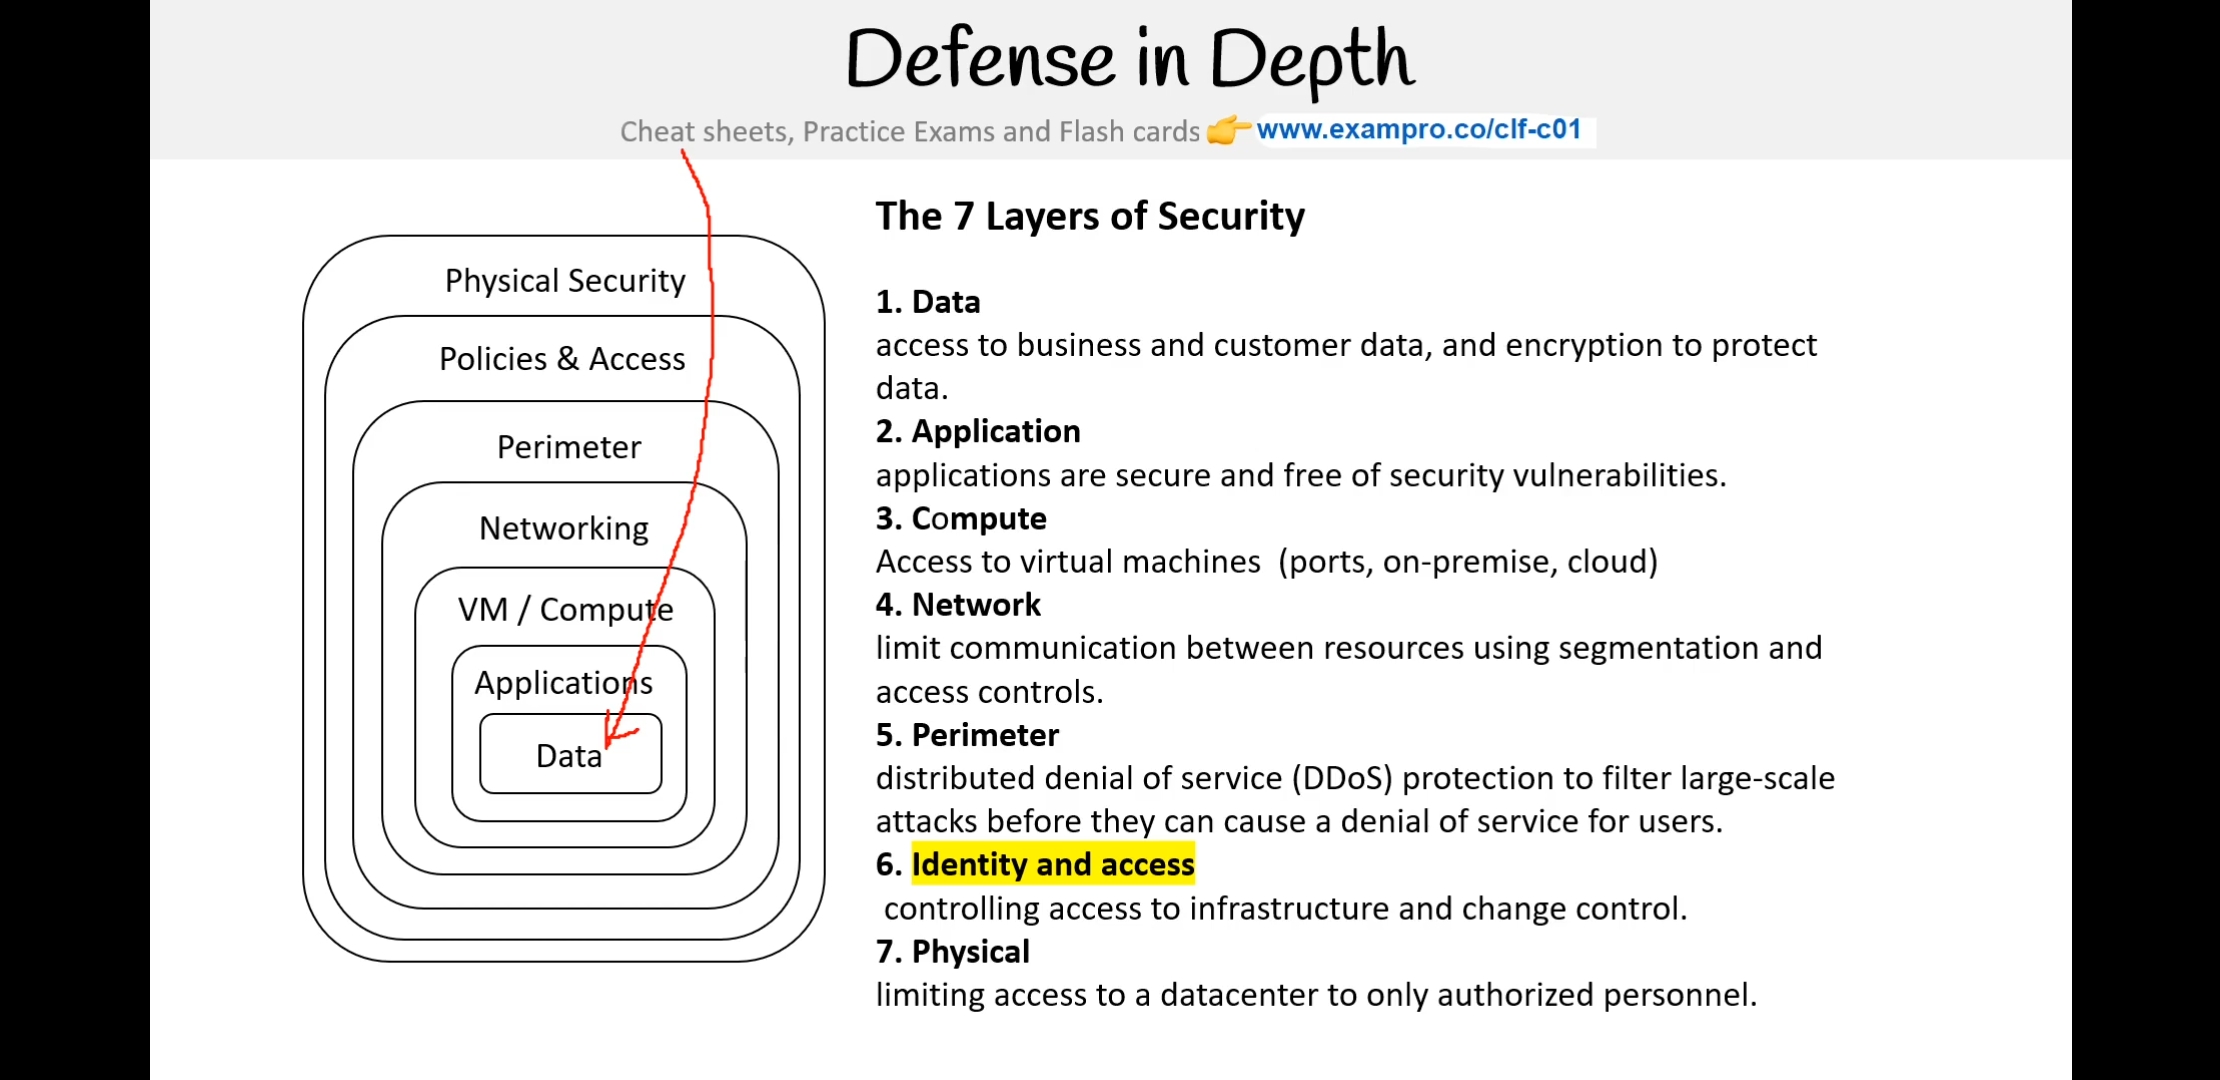 Defense in Depth
Cheat sheets, Practice Exams and Flash cards 👉 www.exampro.co/clf-c01
Physical Security
Policies & Access
Perimeter
Networking
VM / Compute
Applications
Data
The 7 Layers of Security
1. Data
access to business and customer data, and encryption to protect
data.
2. Application
applications are secure and free of security vulnerabilities.
3. Compute
Access to virtual machines  (ports, on-premise, cloud)
4. Network
limit communication between resources using segmentation and
access controls.
5. Perimeter
distributed denial of service (DDoS) protection to filter large-scale
attacks before they can cause a denial of service for users.
6. Identity and access
controlling access to infrastructure and change control.
7. Physical
limiting access to a datacenter to only authorized personnel.